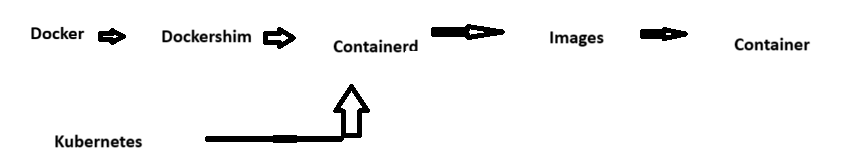 Docker
Dockershim
Containerd
Images
Container
Kubernetes